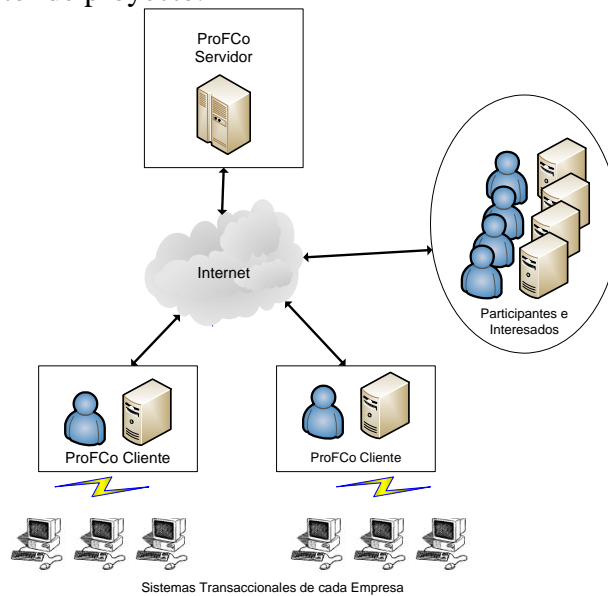 ProFCo
Servidor
Internet
Participantes e
Interesados
ProFCo Cliente
ProFCo Cliente
Sistemas Transaccionales de cada Empresa